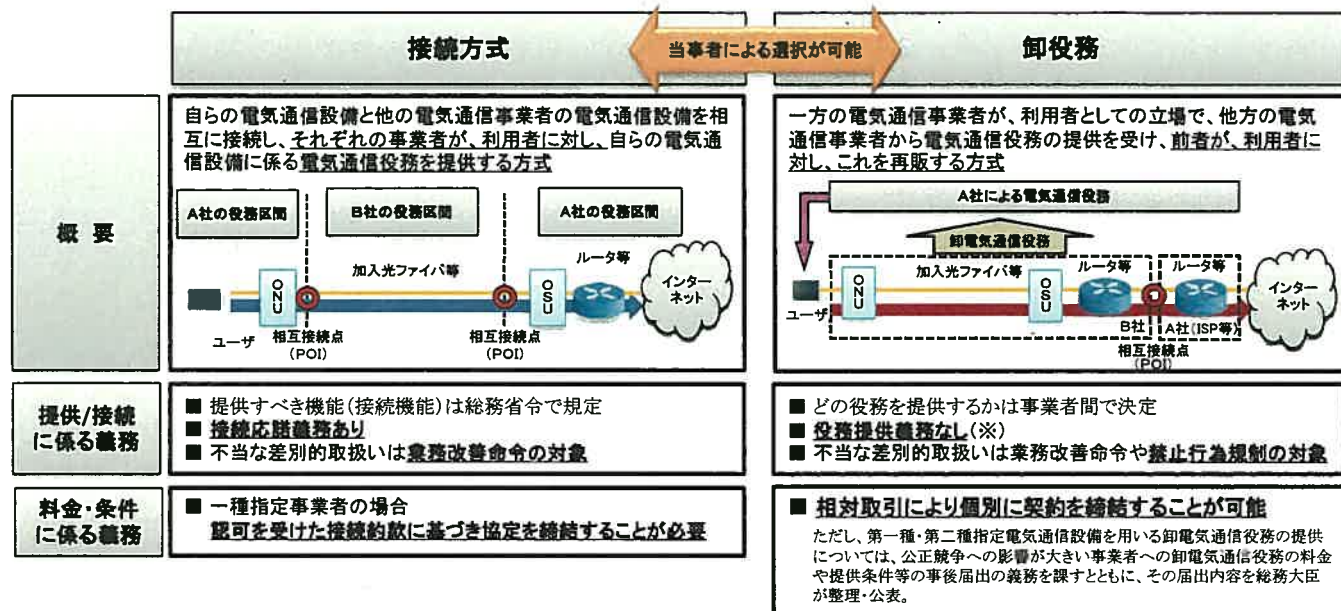 接続方式
当事者による選択が可能
卸役務
概 要
自らの電気通信設備と他の電気通信事業者の電気通信設備を相
互に接続し、それぞれの事業者が、利用者に対し、自らの電気通
信設備に係る電気通信役務を提供する方式
A社の役務区間
B社の役務区間
A社の役務区間
加入光ファイバ等
ルータ等
ONU
OSU
インター
ネット
ユーザ
相互接続点
(POI)
相互接続点
(POI)
一方の電気通信事業者が、利用者としての立場で、他方の電気
通信事業者から電気通信役務の提供を受け、前者が、利用者に
対し、これを再販する方式
A社による電気通信役務
卸電気通信役務
加入光ファイバ等
ルータ等
ルータ等
ONU
OSU
インター
ネット
ユーザ
B社
A社(ISP等)
相互接続点
(POI)
提供/接続
に係る義務
■ 提供すべき機能(接続機能)は総務省令で規定
■ 接続応諾義務あり
■ 不当な差別的取扱いは業務改善命令の対象
■ どの役務を提供するかは事業者間で決定
■ 役務提供義務なし(※)
■ 不当な差別的取扱いは業務改善命令や禁止行為規制の対象
料金・条件
に係る義務
■ 一種指定事業者の場合
認可を受けた接続約款に基づき協定を締結することが必要
■ 相対取引により個別に契約を締結することが可能
ただし、第一種・第二種指定電気通信設備を用いる卸電気通信役務の提供
については、公正競争への影響が大きい事業者への卸電気通信役務の料金
や提供条件等の事後届出の義務を課すとともに、その届出内容を総務大臣
が整理・公表。